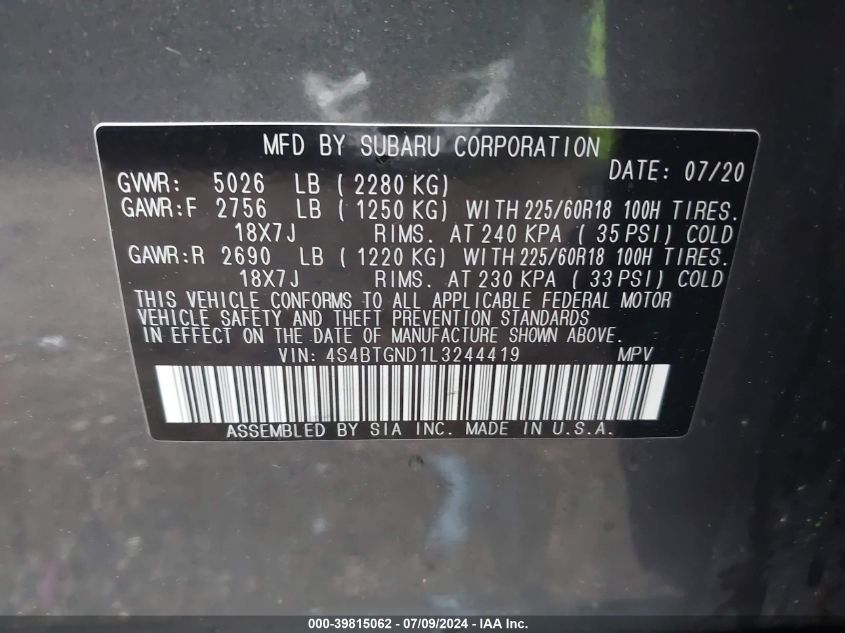 MFD BY SUBARU CORPORATION
DATE: 07/20
GVWR: 5026 LB ( 2280 KG)
GAWR:F 2756 LB ( 1250 KG) WITH 225/60R18 100H TIRES.
18X7J RIMS. AT 240 KPA ( 35 PSI) COLD
GAWR:R 2690 LB ( 1220 KG) WITH 225/60R18 100H TIRES.
18X7J RIMS. AT 230 KPA ( 33 PSI) COLD
THIS VEHICLE CONFORMS TO ALL APPLICABLE FEDERAL MOTOR
VEHICLE SAFETY AND THEFT PREVENTION STANDARDS
IN EFFECT ON THE DATE OF MANUFACTURE SHOWN ABOVE.
VIN: 4S4BTGND1L3244419 MPV
ASSEMBLED BY SIA INC. MADE IN U.S.A.
000-39815062 - 07/09/2024 - IAA Inc.